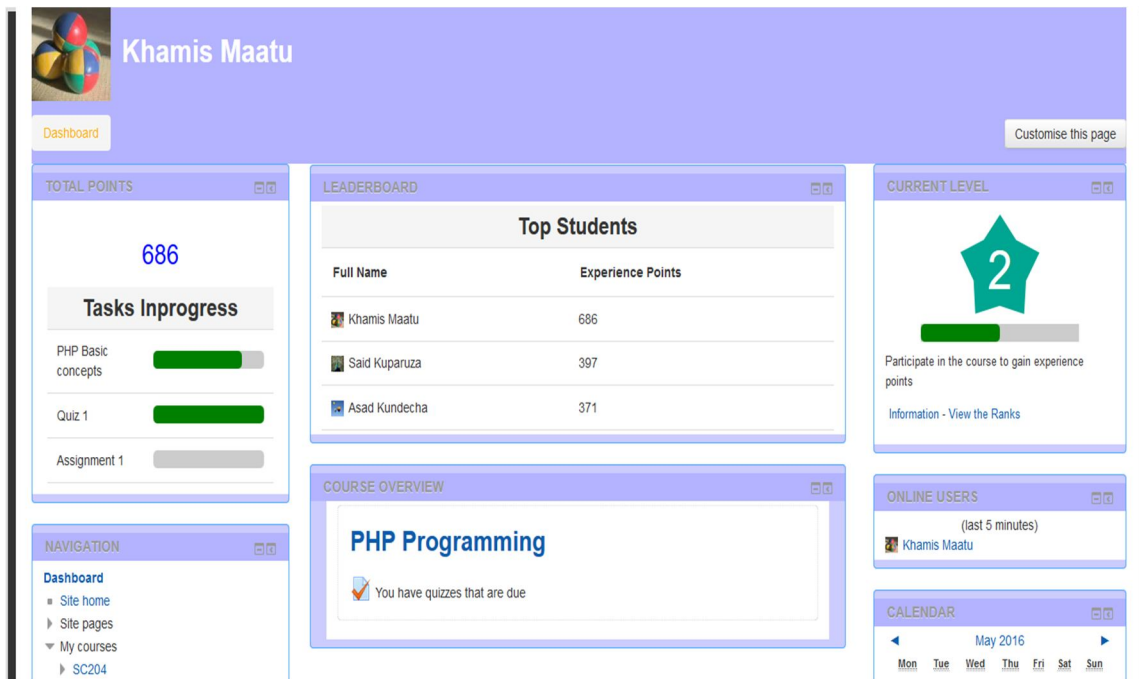 Khamis Maatu
Dashboard
Customise this page
TOTAL POINTS
686
Tasks Inprogress
PHP Basic
concepts
Quiz 1
Assignment 1
NAVIGATION
Dashboard
Site home
Site pages
My courses
SC204
LEADERBOARD
Top Students
Full Name Experience Points
Khamis Maatu 686
Said Kuparuza 397
Asad Kundecha 371
COURSE OVERVIEW
PHP Programming
You have quizzes that are due
CURRENT LEVEL
2
Participate in the course to gain experience
points
Information - View the Ranks
ONLINE USERS
(last 5 minutes)
Khamis Maatu
CALENDAR
◄ May 2016 ►
Mon Tue Wed Thu Fri Sat Sun